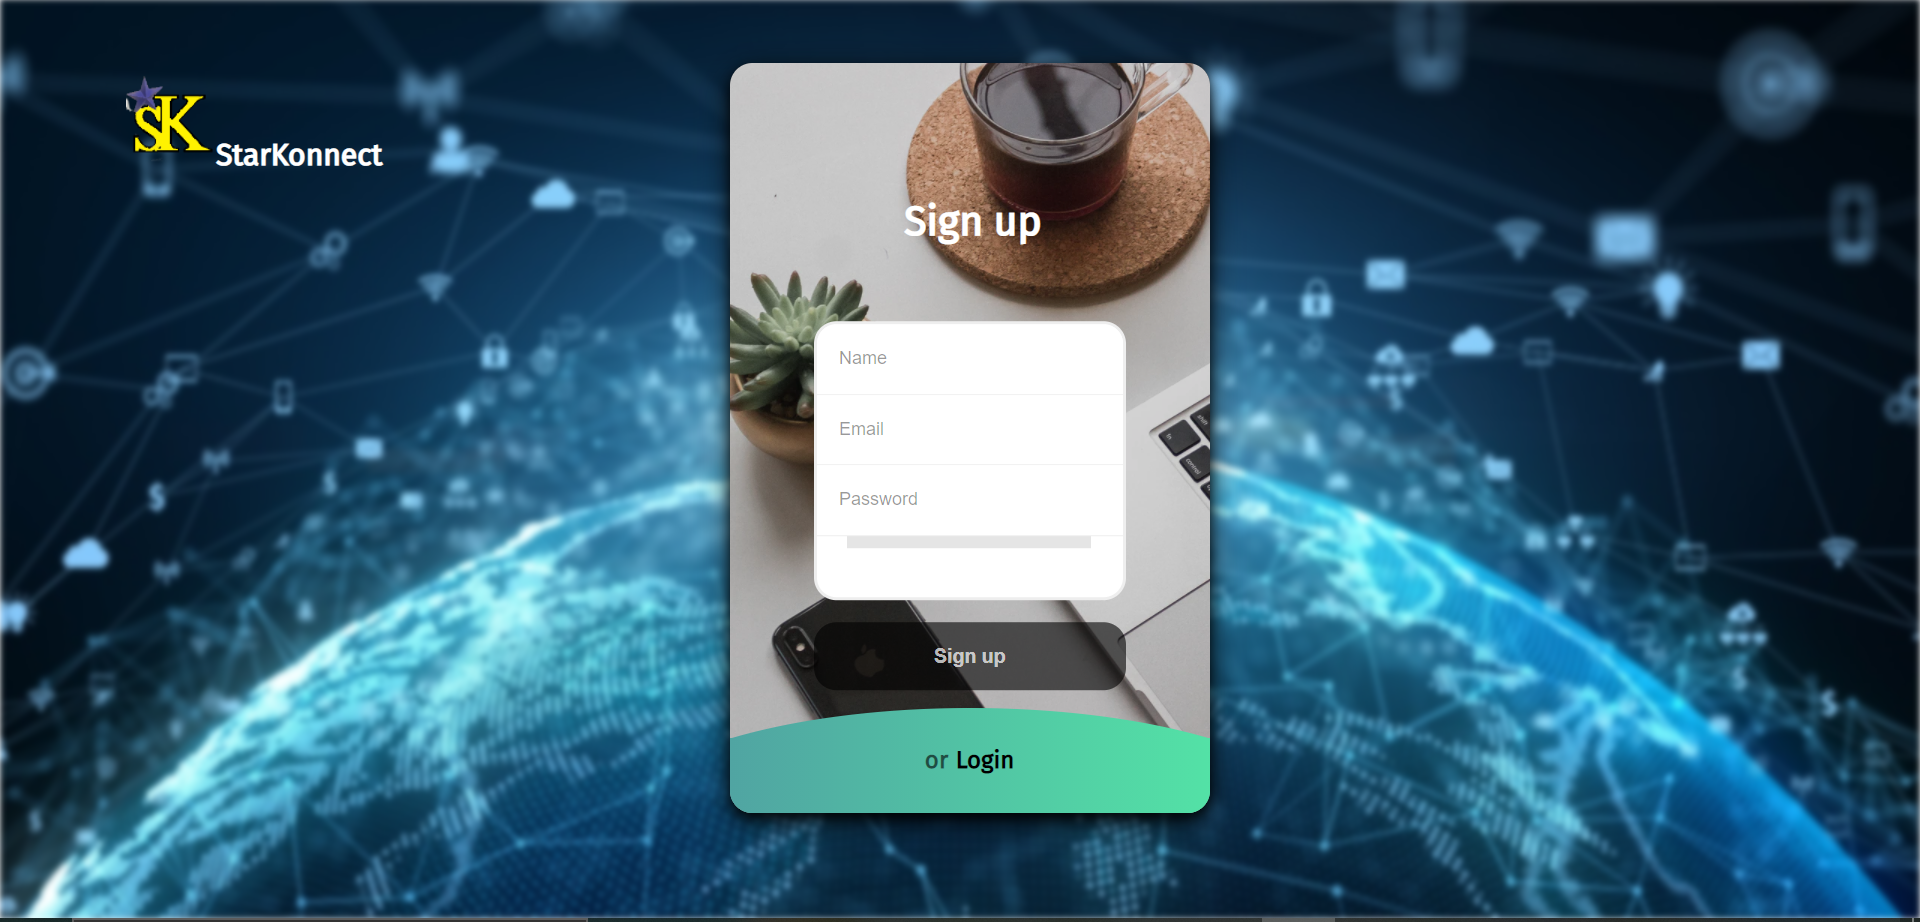 SK
StarKonnect
Sign up
Name
Email
Password
Sign up
or Login